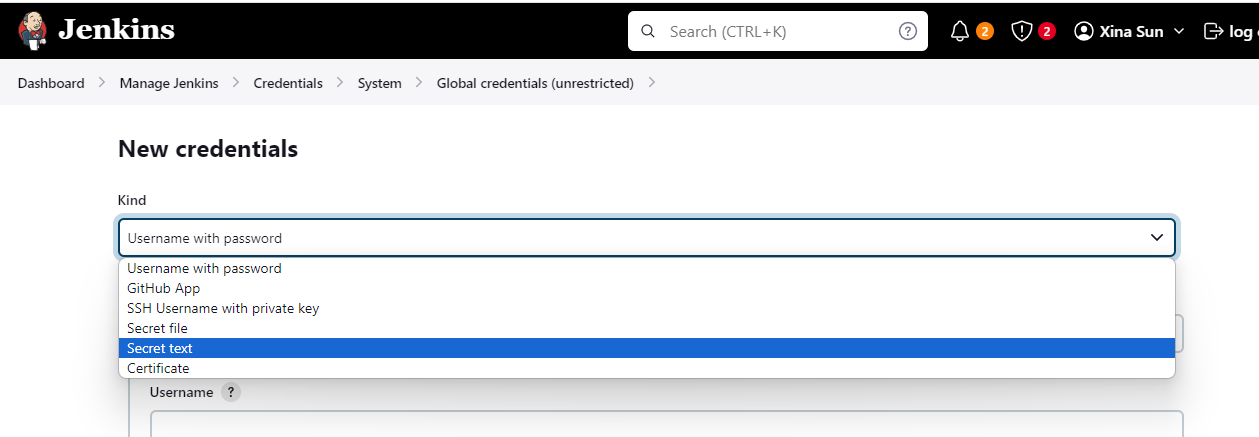 Jenkins
Search (CTRL+K) ?
2 2 Xina Sun log
Dashboard Manage Jenkins Credentials System Global credentials (unrestricted)
New credentials
Kind
Username with password
Username with password
GitHub App
SSH Username with private key
Secret file
Secret text
Certificate
Username ?